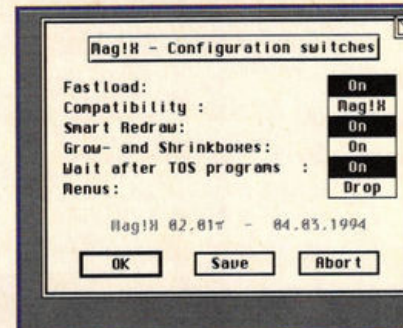 Mag!X - Configuration switches
Fastload: On
Compatibility : Mag!X
Smart Redraw: On
Grow- and Shrinkboxes: On
Wait after TOS programs : On
Menus: Drop
Mag!X 02.01π - 04.03.1994
OK Save Abort